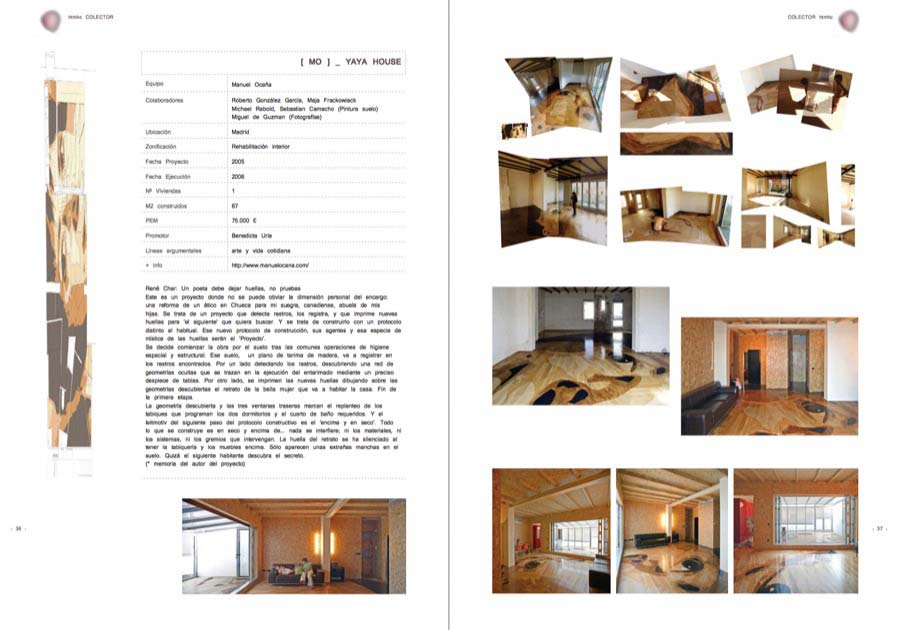 COLECTOR
COLECTOR
[ MO ] _ YAYA HOUSE
Equipo Manuel Ocaña
Colaboradores Roberto González García, Maja Frackowiack
Michael Rabold, Sebastian Camacho (Pintura suelo)
Miguel de Guzman (Fotografías)
Ubicación Madrid
Zonificación Rehabilitación interior
Fecha Proyecto 2005
Fecha Ejecución 2006
Nº Viviendas 1
M2 construidos 67
PEM 75.000 €
Promotor Benedicta Uría
Líneas argumentales arte y vida cotidiana
+ info http://www.manuelocana.com/
René Char: Un poeta debe dejar huellas, no pruebas
Este es un proyecto donde no se puede obviar la dimensión personal del encargo:
una reforma de un ático en Chueca para mi suegra, canadiense, abuela de mis
hijas. Se trata de un proyecto que detecta rastros, los registra, y que imprime nuevas
huellas para 'el siguiente' que quiera buscar. Y se trata de construirlo con un protocolo
distinto al habitual. Ese nuevo protocolo de construcción, sus agentes y esa especie de
mística de las huellas serán el 'Proyecto'.
Se decide comenzar la obra por el suelo tras las comunes operaciones de higiene
espacial y estructural. Ese suelo, un plano de tarima de madera, va a registrar en
los rastros encontrados. Por un lado detectando los rastros, descubriendo una red de
geometrías ocultas que se trazan en la ejecución del entarimado mediante un preciso
despiece de tablas. Por otro lado, se imprimen las nuevas huellas dibujando sobre las
geometrías descubiertas el retrato de la bella mujer que va a habitar la casa. Fin de
la primera etapa.
La geometría descubierta y las tres ventanas traseras marcan el replanteo de los
tabiques que programan los dos dormitorios y el cuarto de baño requeridos. Y el
leitmotiv del siguiente paso del protocolo constructivo es el 'encima y en seco'. Todo
lo que se construye es en seco y encima de... nada se interfiere; ni los materiales, ni
los sistemas, ni los gremios que intervengan. La huella del retrato se ha silenciado al
tener la tabiquería y los muebles encima. Sólo aparecen unas extrañas manchas en el
suelo. Quizá el siguiente habitante descubra el secreto.
(* memoria del autor del proyecto)
36
37